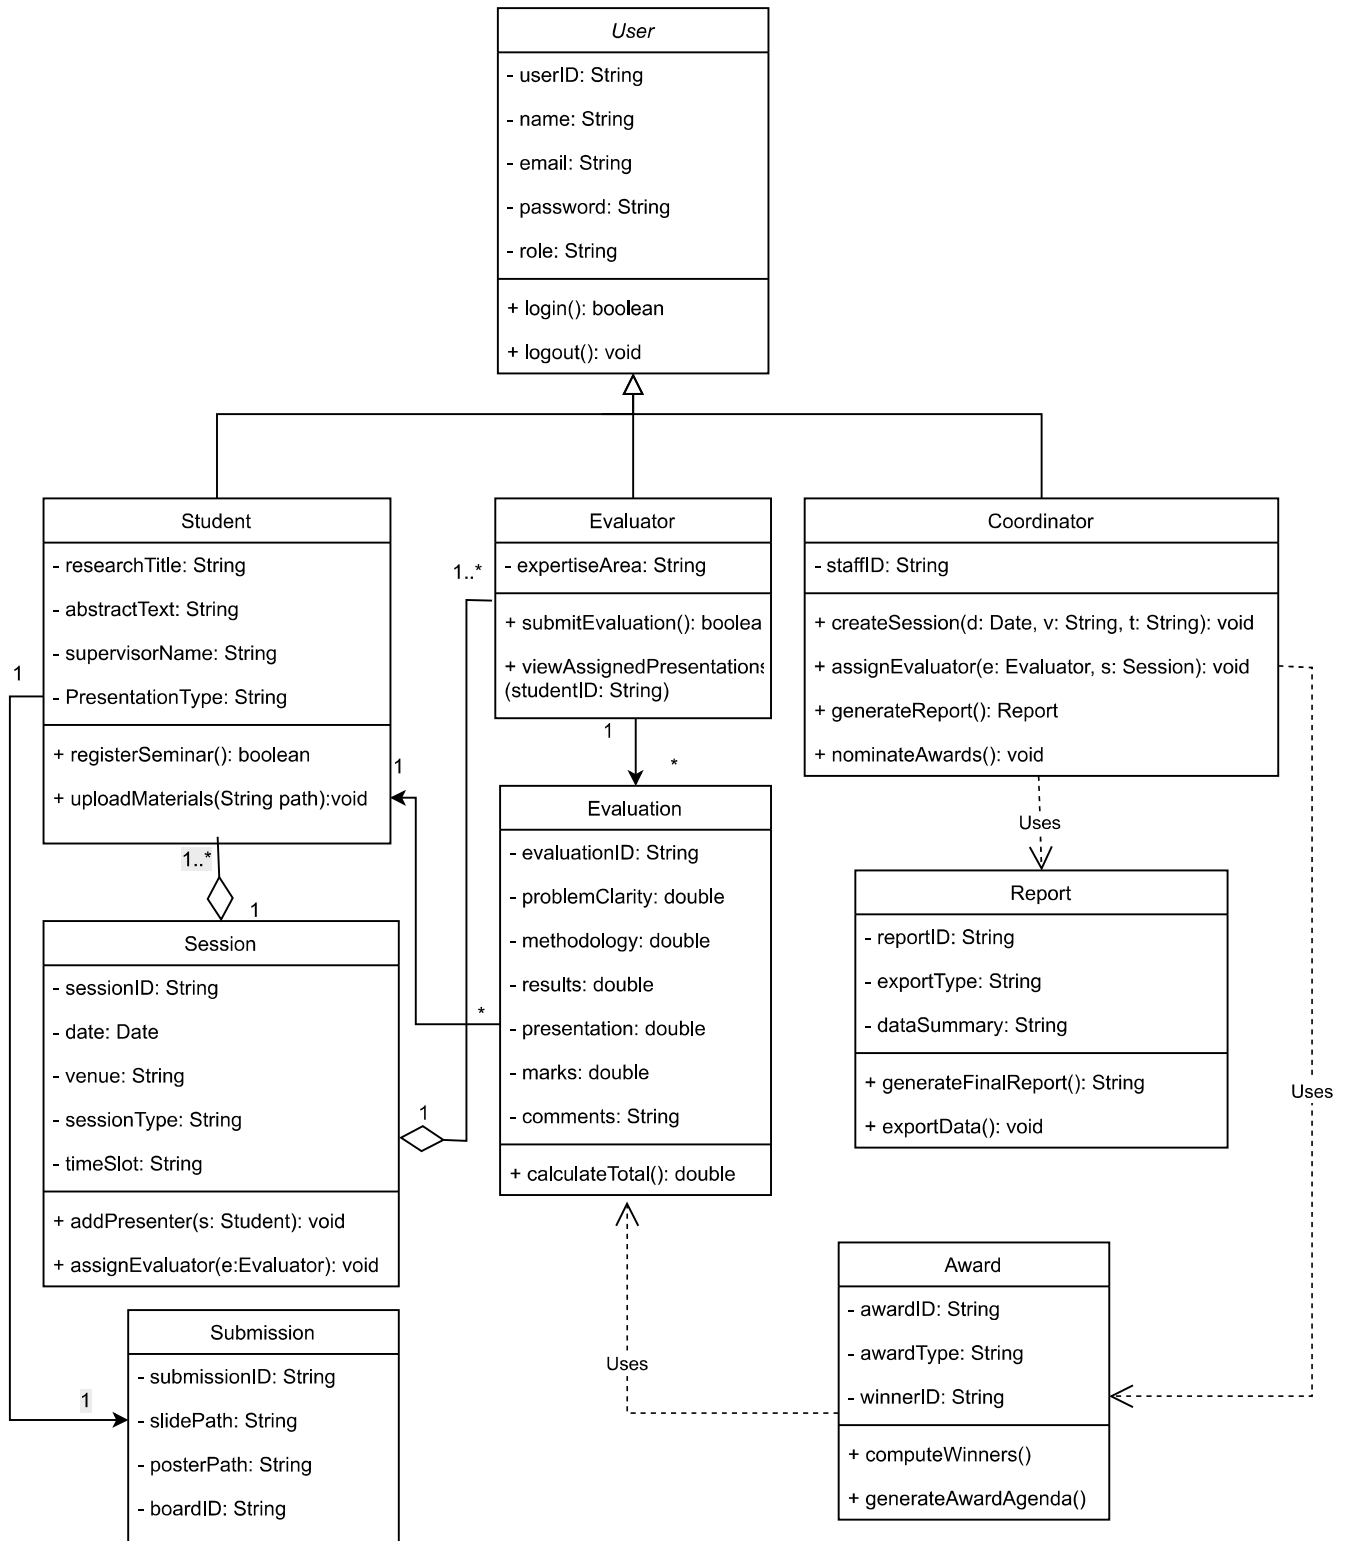 User
- userID: String
- name: String
- email: String
- password: String
- role: String
+ login(): boolean
+ logout(): void
Student
- researchTitle: String
- abstractText: String
- supervisorName: String
- PresentationType: String
+ registerSeminar(): boolean
+ uploadMaterials(String path):void
Evaluator
- expertiseArea: String
+ submitEvaluation(): boolea
+ viewAssignedPresentations
(studentID: String)
Coordinator
- staffID: String
+ createSession(d: Date, v: String, t: String): void
+ assignEvaluator(e: Evaluator, s: Session): void
+ generateReport(): Report
+ nominateAwards(): void
1..*
1
1
1
*
Uses
Evaluation
- evaluationID: String
- problemClarity: double
- methodology: double
- results: double
- presentation: double
- marks: double
- comments: String
+ calculateTotal(): double
1..*
1
*
1
Session
- sessionID: String
- date: Date
- venue: String
- sessionType: String
- timeSlot: String
+ addPresenter(s: Student): void
+ assignEvaluator(e:Evaluator): void
Report
- reportID: String
- exportType: String
- dataSummary: String
+ generateFinalReport(): String
+ exportData(): void
Uses
Submission
- submissionID: String
- slidePath: String
- posterPath: String
- boardID: String
1
Uses
Award
- awardID: String
- awardType: String
- winnerID: String
+ computeWinners()
+ generateAwardAgenda()